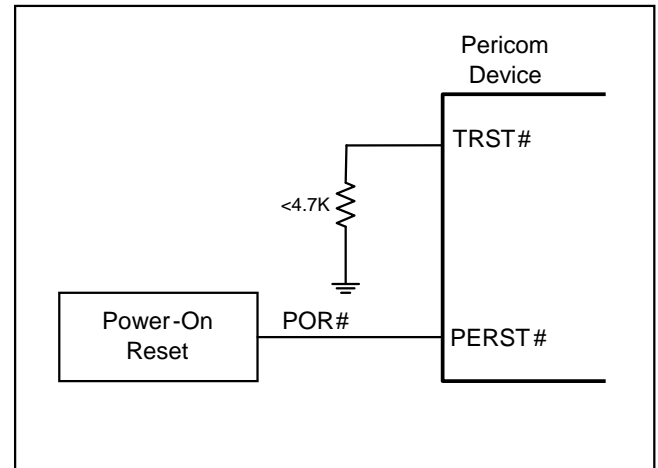 Pericom
Device
TRST#
<4.7K
Power-On
Reset
POR#
PERST#